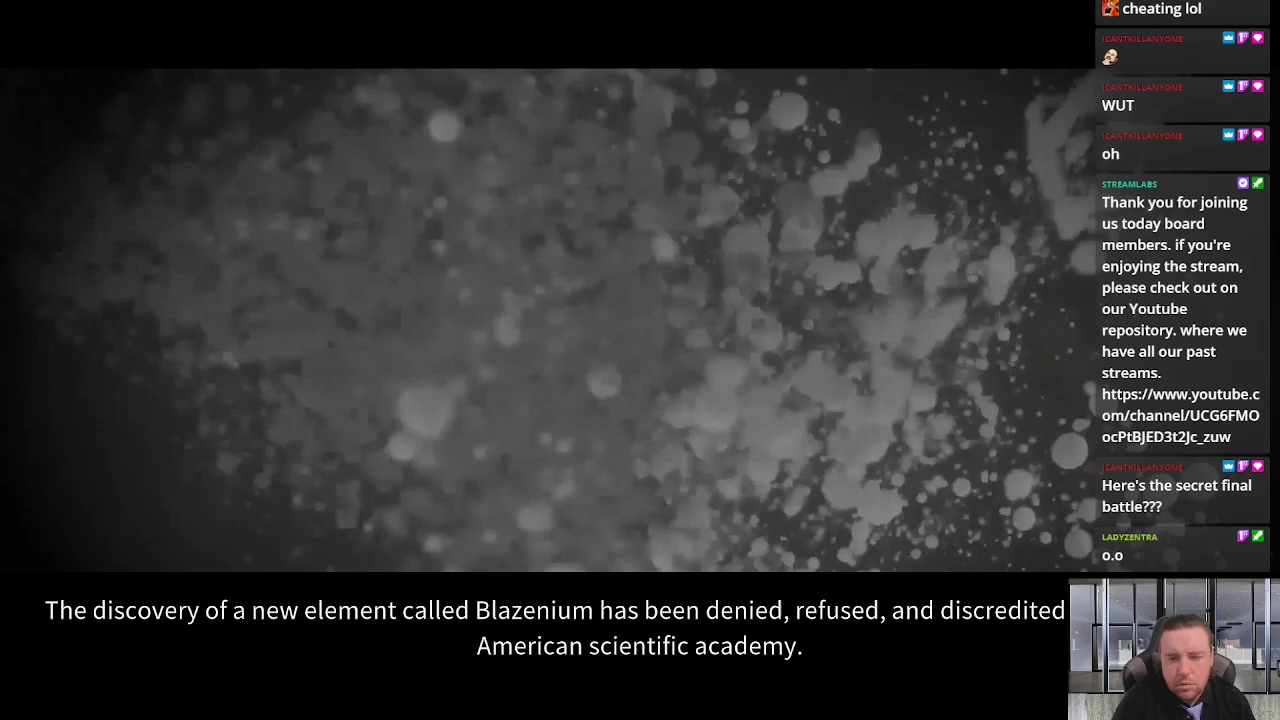 cheating lol
ICANTKILLANYONE
ICANTKILLANYONE
WUT
ICANTKILLANYONE
oh
STREAMLABS
Thank you for joining
us today board
members. if you're
enjoying the stream,
please check out on
our Youtube
repository. where we
have all our past
streams.
https://www.youtube.c
om/channel/UCG6FMO
ocPtBJED3t2Jc_zuw
ICANTKILLANYONE
Here's the secret final
battle???
LADYZENTRA
o.o
The discovery of a new element called Blazenium has been denied, refused, and discredited
American scientific academy.